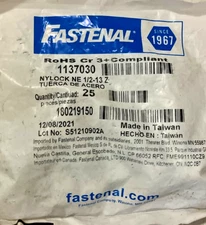 FASTENAL
SINCE
1967
RoHS Cr 3+Compliant
1137030
NYLOCK NE 1/2-13 Z
TUERCA DE ACERO
Quantity/Cantidad: 25
pieces/piezas
160219150
12/08/2021
Made in Taiwan
Lot No: S51210902A
HECHO EN : Taiwan
fastenal.com